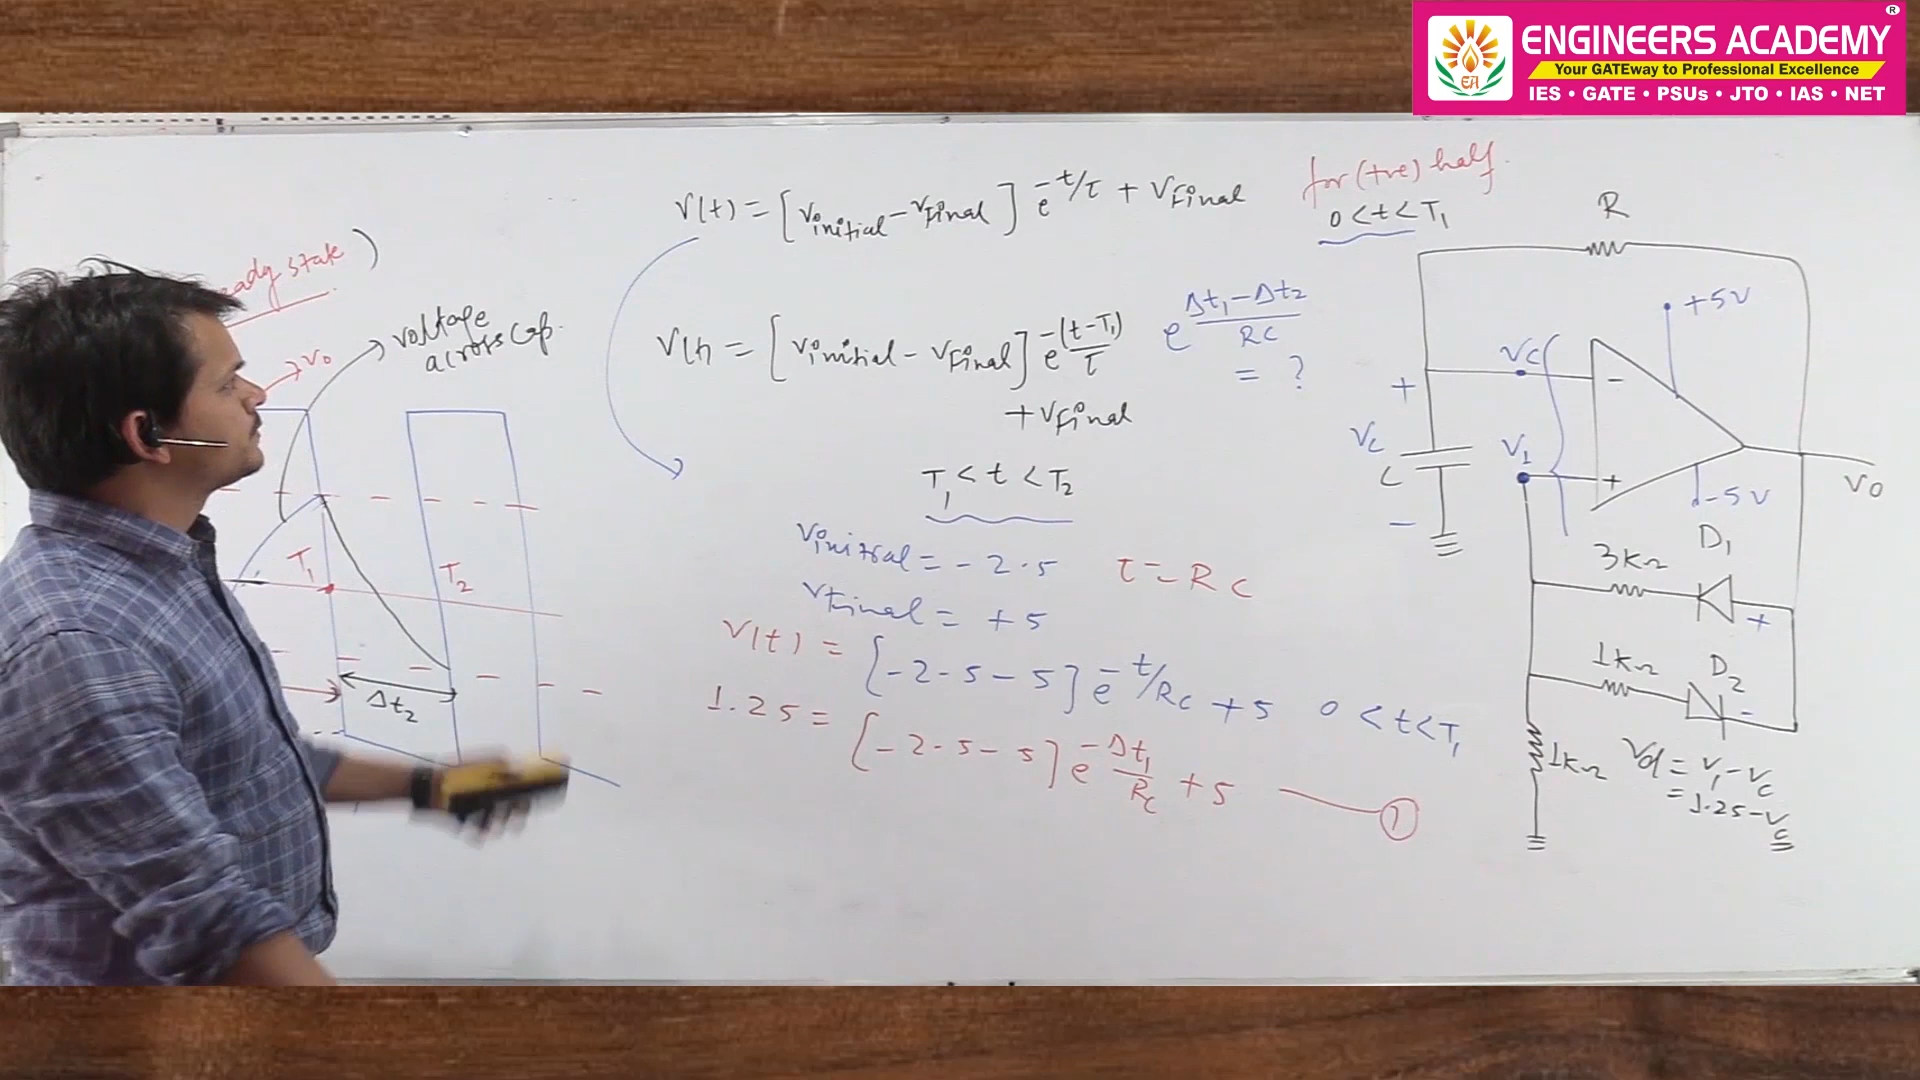 ENGINEERS ACADEMY
Your GATEway to Professional Excellence
IES • GATE • PSUs • JTO • IAS • NET
EA
R
eady state )
V0
voltage
across cap.
T1
T2
Δt2
V(t) = [Vinitial - Vfinal] e^-t/τ + Vfinal
for (+ve) half
0 < t < T1
V(t) = [Vinitial - Vfinal] e^-(t-T1)/τ
+ Vfinal
e^(Δt1-Δt2)/RC
= ?
T1 < t < T2
Vinitial = -2.5
τ = RC
Vfinal = +5
V(t) = [-2.5-5] e^-t/RC + 5 0 < t < T1
1.25 = [-2.5-5] e^-Δt1/RC + 5 — 1
R
+5V
VC
-
+
VC
C
-
V1
+
-5V
V0
3kΩ
D1
+
1kΩ
D2
-
1kΩ
Vd = V1 - VC
= 1.25 - VC